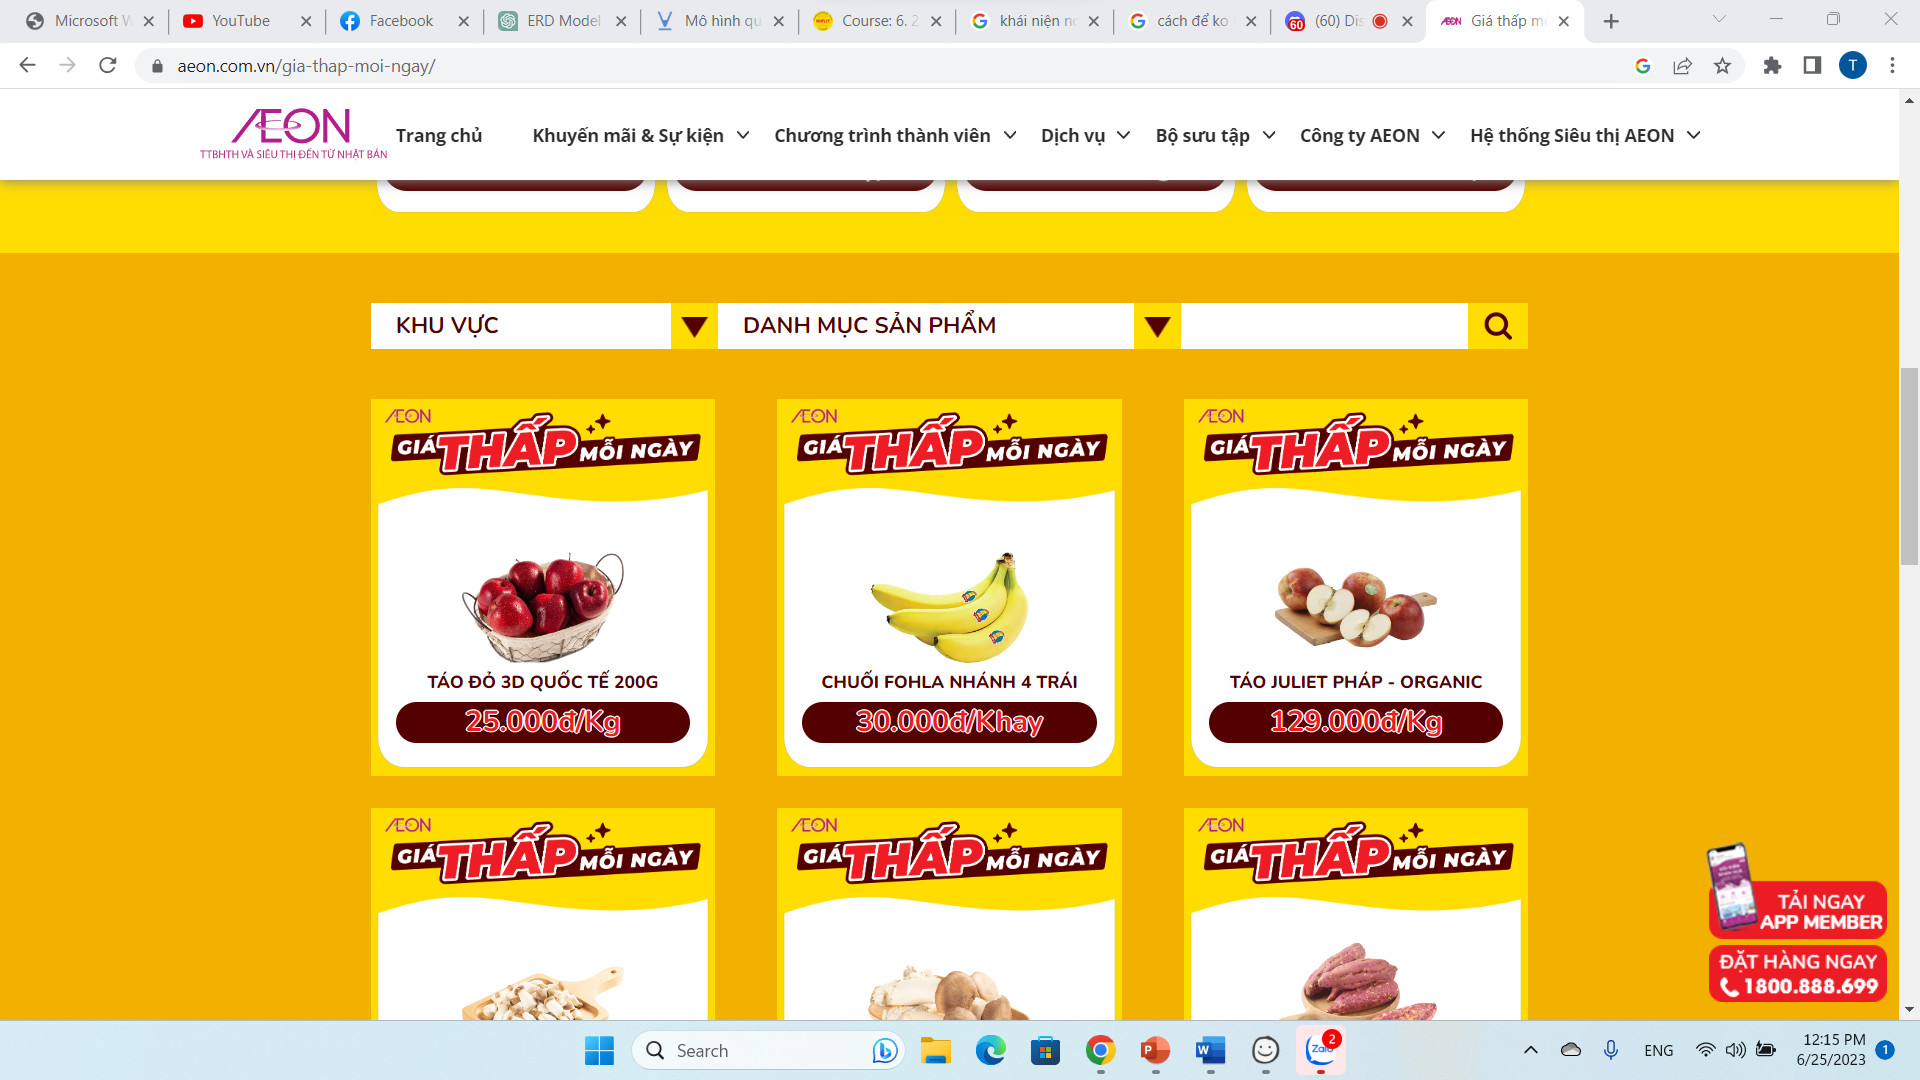 Microsoft W
YouTube
Facebook
ERD Model
Mô hình qu
Course: 6. 2
khái niện n
cách để ko
(60) Dis
Giá thấp m
aeon.com.vn/gia-thap-moi-ngay/
T
ÆON
TTBHTH VÀ SIÊU THỊ ĐẾN TỪ NHẬT BẢN
Trang chủ
Khuyến mãi & Sự kiện
Chương trình thành viên
Dịch vụ
Bộ sưu tập
Công ty AEON
Hệ thống Siêu thị AEON
KHU VỰC
DANH MỤC SẢN PHẨM
ÆON
GIÁ THẤP MỖI NGÀY
TÁO ĐỎ 3D QUỐC TẾ 200G
25.000đ/Kg
ÆON
GIÁ THẤP MỖI NGÀY
CHUỐI FOHLA NHÁNH 4 TRÁI
30.000đ/Khay
ÆON
GIÁ THẤP MỖI NGÀY
TÁO JULIET PHÁP - ORGANIC
129.000đ/Kg
ÆON
GIÁ THẤP MỖI NGÀY
ÆON
GIÁ THẤP MỖI NGÀY
ÆON
GIÁ THẤP MỖI NGÀY
TẢI NGAY
APP MEMBER
ĐẶT HÀNG NGAY
1800.888.699
Search
Zalo
2
ENG
12:15 PM
6/25/2023
1